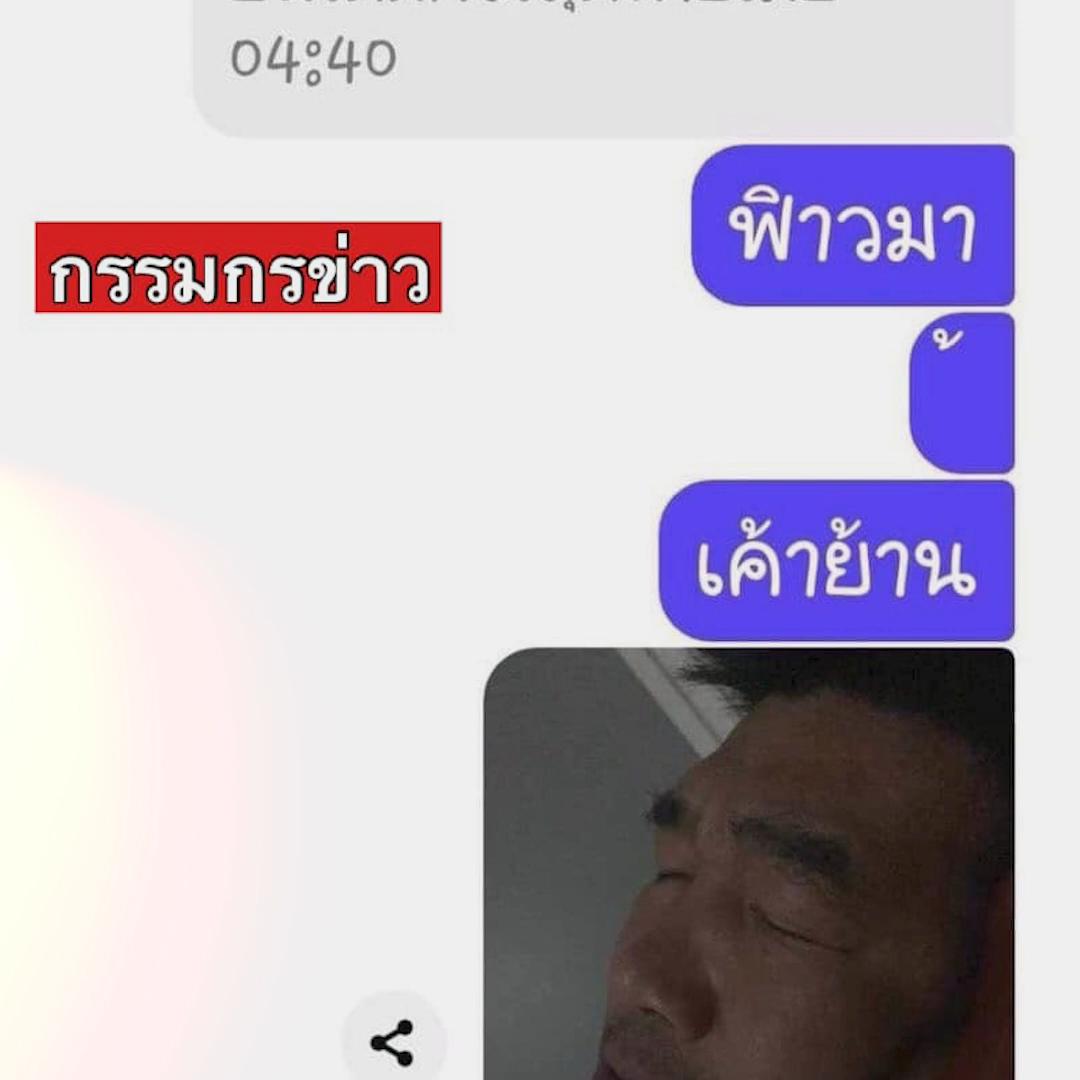 04:40
ฟิาวมา
กรรมกรข่าว
้
เค้าย้าน